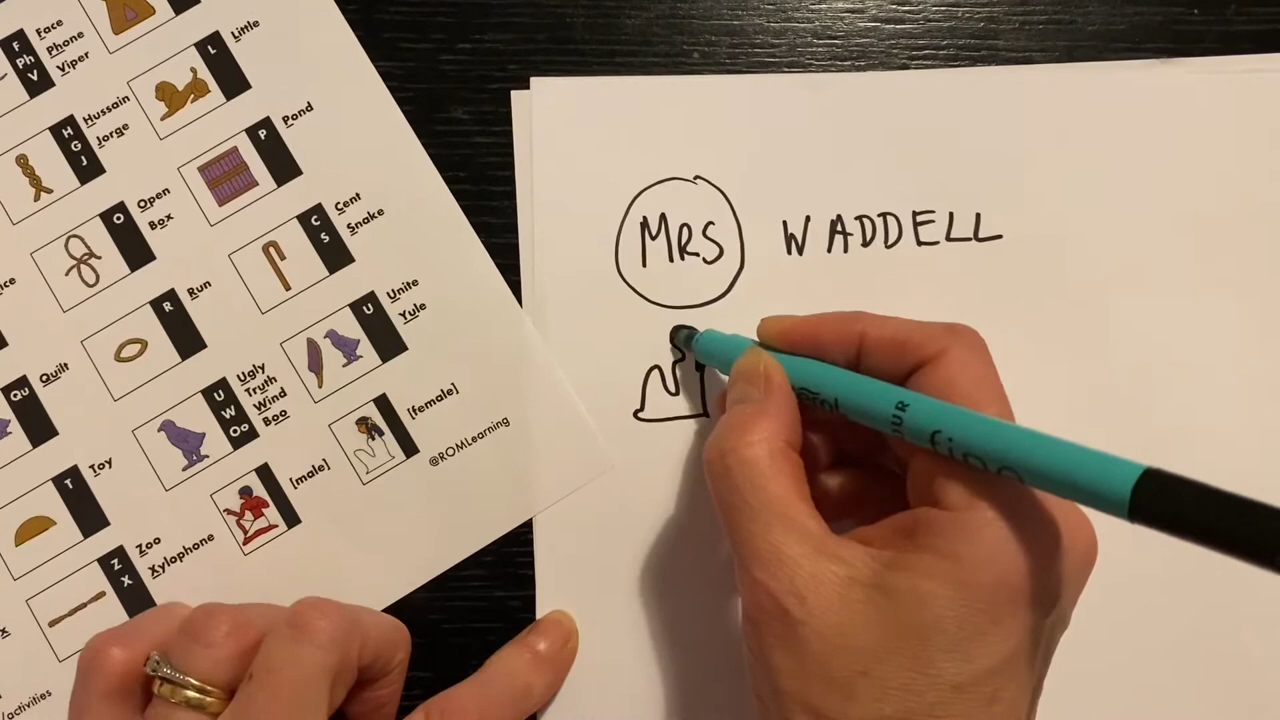 F
Ph
V
Face
Phone
Viper
L
Little
H
G
J
Hussain
Jorge
P
Pond
O
Open
Box
C
S
Cent
Snake
R
Run
U
Unite
Yule
Qu
Quilt
U
W
Oo
Ugly
Truth
Wind
Boo
[female]
T
Toy
[male]
@ROMLearning
Z
X
Zoo
Xylophone
/activities
MRS WADDELL